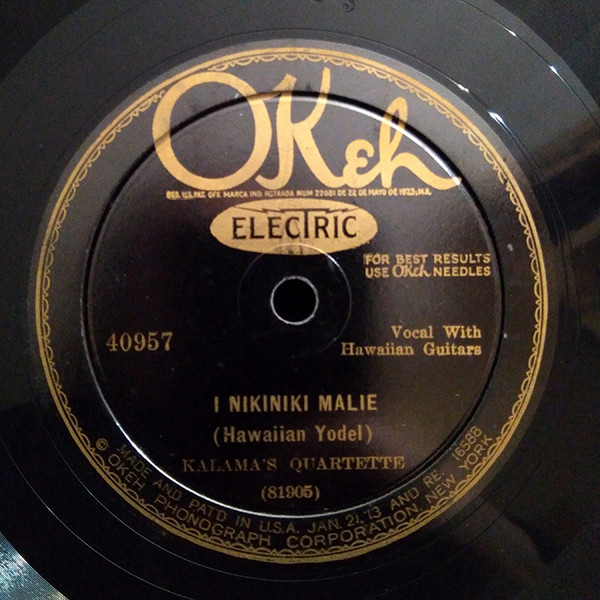 OKeh
REG. U.S. PAT. OFF. MARCA IND. RGTRADA NUM 22081 DE 22 DE MAYO DE 1923; M.R.
ELECTRIC
FOR BEST RESULTS
USE OKeh NEEDLES
40957
Vocal With
Hawaiian Guitars
I NIKINIKI MALIE
(Hawaiian Yodel)
KALAMA'S QUARTETTE
(81905)
MADE AND PAT'D IN U.S.A. JAN. 21, '13 AND RE. 16588
© OKEH PHONOGRAPH CORPORATION NEW YORK